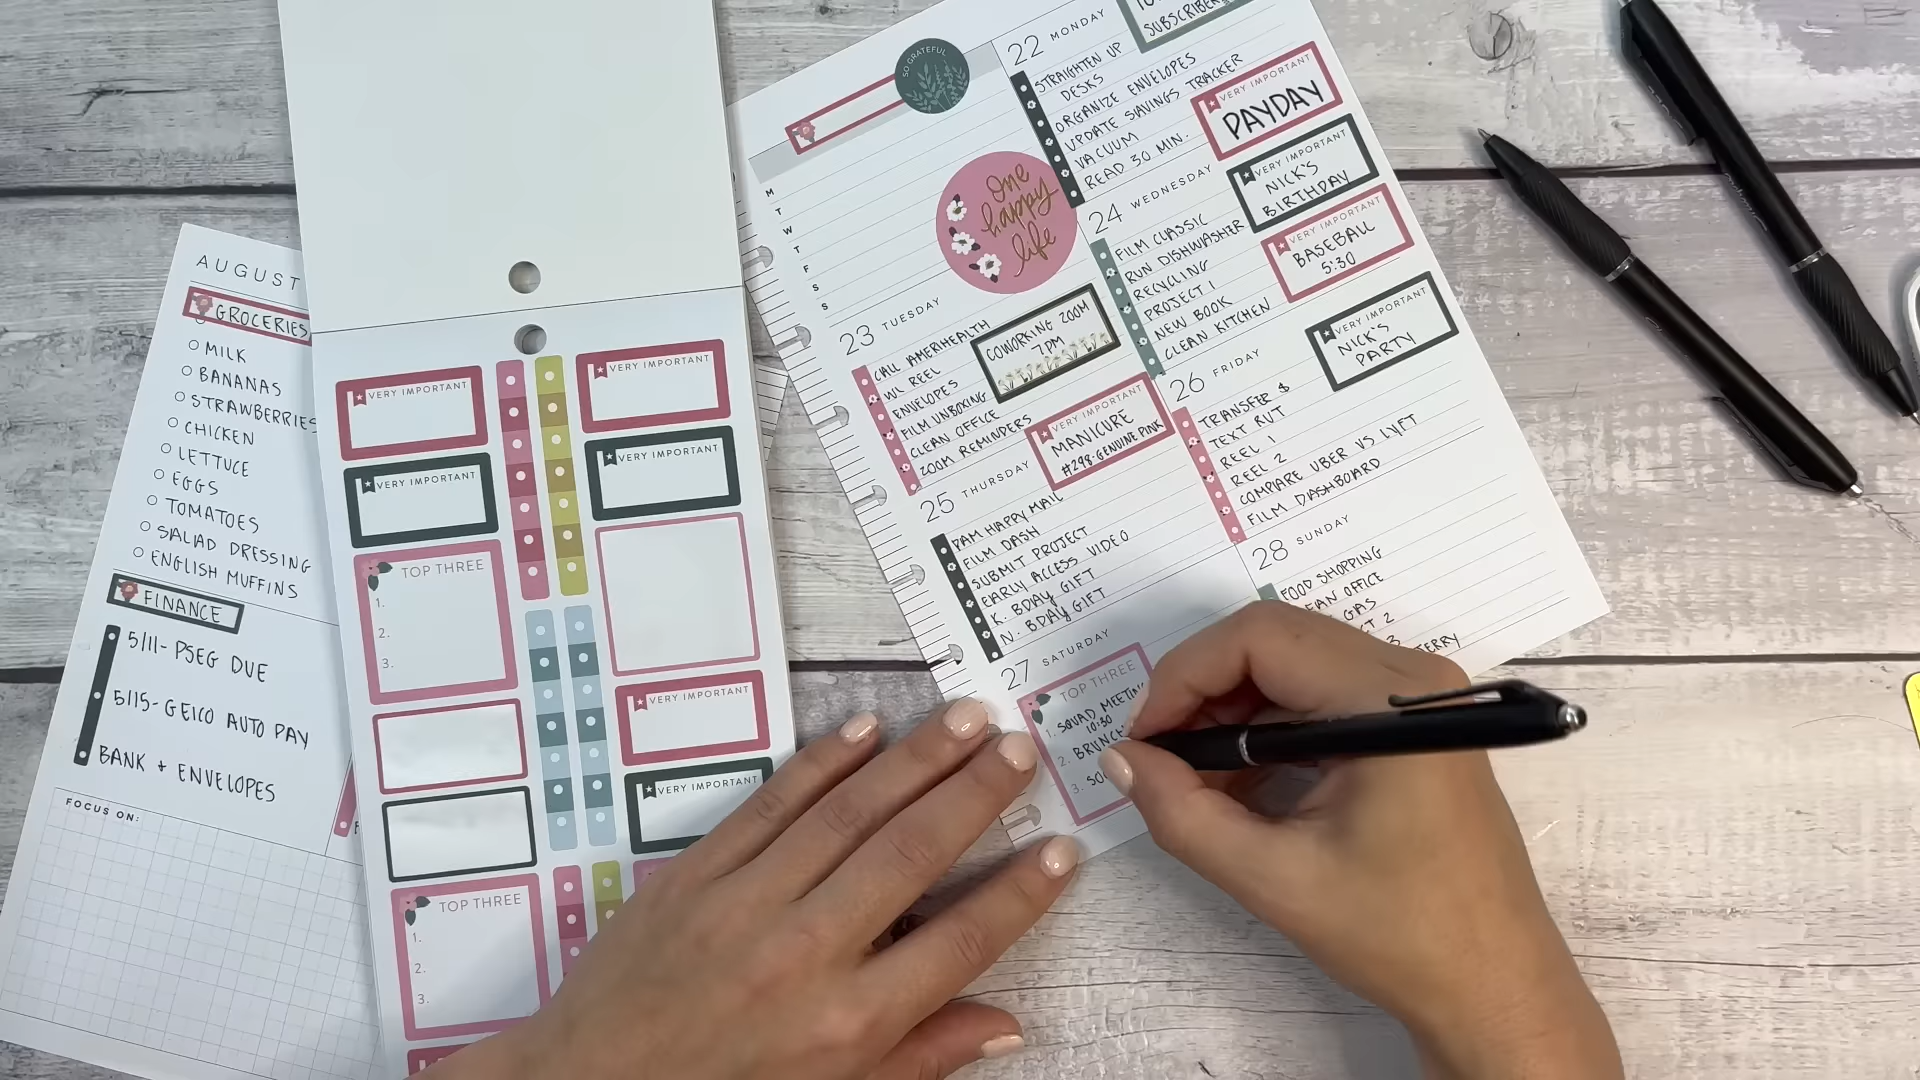 AUGUST
GROCERIES
MILK
BANANAS
STRAWBERRIES
CHICKEN
LETTUCE
EGGS
TOMATOES
SALAD DRESSING
ENGLISH MUFFINS
FINANCE
5/11- PSEG DUE
5/15- GEICO AUTO PAY
BANK + ENVELOPES
FOCUS ON:
VERY IMPORTANT
VERY IMPORTANT
TOP THREE
1.
2.
3.
TOP THREE
1.
2.
3.
VERY IMPORTANT
VERY IMPORTANT
VERY IMPORTANT
VERY IMPORTANT
SO GRATEFUL
M
T
W
T
F
S
S
one
happy
life
23 TUESDAY
CALL AMERIHEALTH
WL REEL
ENVELOPES
FILM UNBOXING
CLEAN OFFICE
ZOOM REMINDERS
COWORKING ZOOM
7PM
25 THURSDAY
VERY IMPORTANT
MANICURE
#298-GENUINE PINK
PAM HAPPY MAIL
FILM DASH
SUBMIT PROJECT
EARLY ACCESS VIDEO
K. BDAY GIFT
N. BDAY GIFT
27 SATURDAY
TOP THREE
1. SQUAD MEETING
10:30
2. BRUNCH
3.
22 MONDAY
SUBSCRIBER
STRAIGHTEN UP
DESKS
ORGANIZE ENVELOPES
UPDATE SAVINGS TRACKER
VACUUM
READ 30 MIN.
VERY IMPORTANT
PAYDAY
24 WEDNESDAY
VERY IMPORTANT
NICK'S
BIRTHDAY
FILM CLASSIC
RUN DISHWASHER
RECYCLING
PROJECT 1
NEW BOOK
CLEAN KITCHEN
VERY IMPORTANT
BASEBALL
5:30
26 FRIDAY
VERY IMPORTANT
NICK'S
PARTY
TRANSFER $
TEXT RUT
REEL 1
REEL 2
COMPARE UBER VS LYFT
FILM DASHBOARD
28 SUNDAY
FOOD SHOPPING
CLEAN OFFICE
GAS
2
3